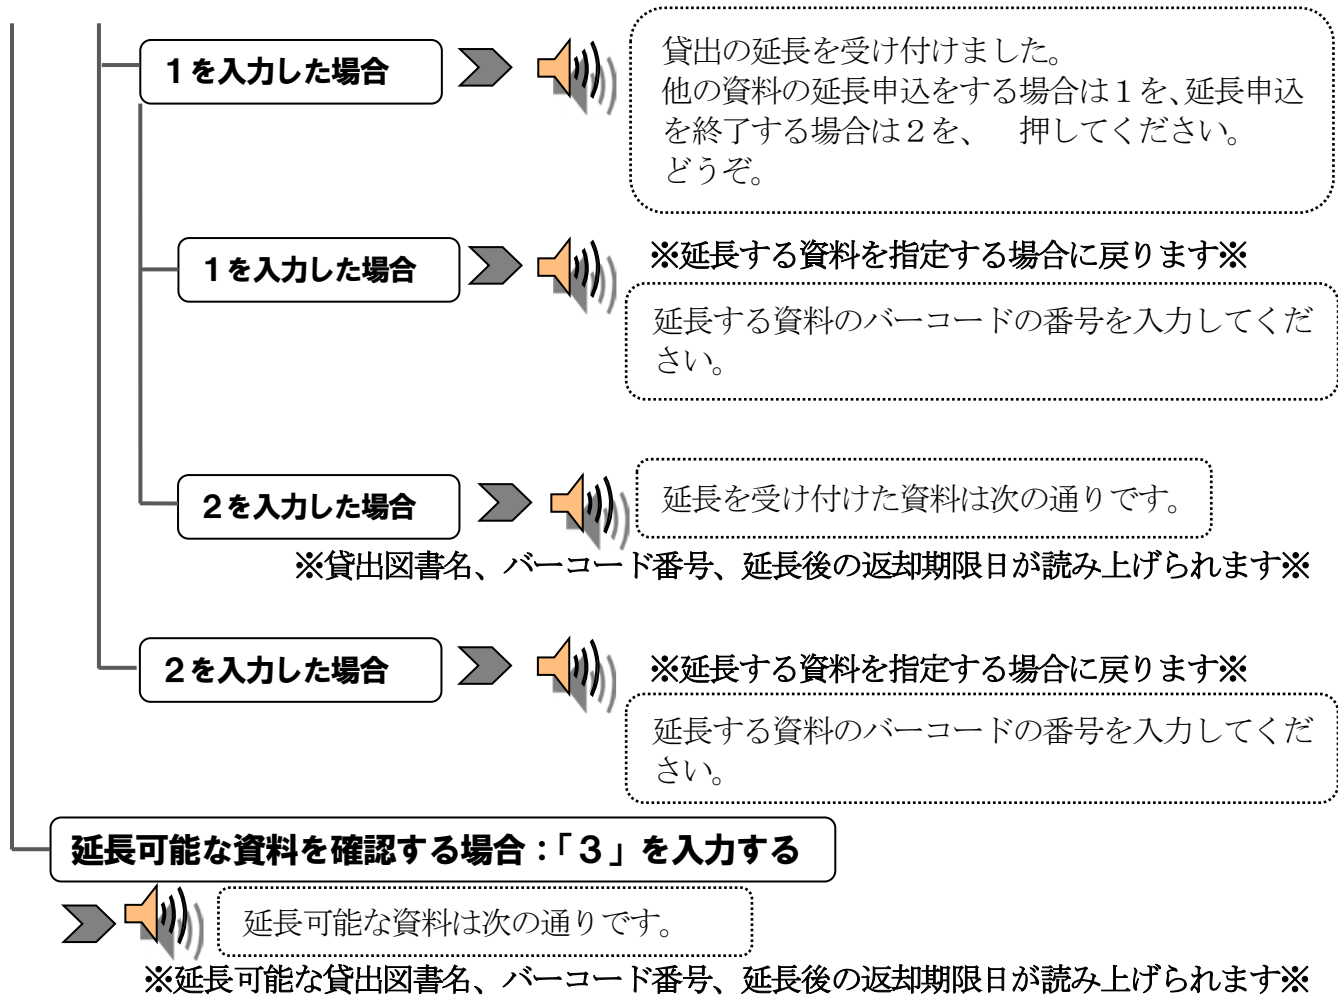 １を入力した場合
貸出の延長を受け付けました。
他の資料の延長申込をする場合は１を、延長申込
を終了する場合は２を、　押してください。
どうぞ。
１を入力した場合
※延長する資料を指定する場合に戻ります※
延長する資料のバーコードの番号を入力してくだ
さい。
２を入力した場合
延長を受け付けた資料は次の通りです。
※貸出図書名、バーコード番号、延長後の返却期限日が読み上げられます※
２を入力した場合
※延長する資料を指定する場合に戻ります※
延長する資料のバーコードの番号を入力してくだ
さい。
延長可能な資料を確認する場合：「３」を入力する
延長可能な資料は次の通りです。
※延長可能な貸出図書名、バーコード番号、延長後の返却期限日が読み上げられます※